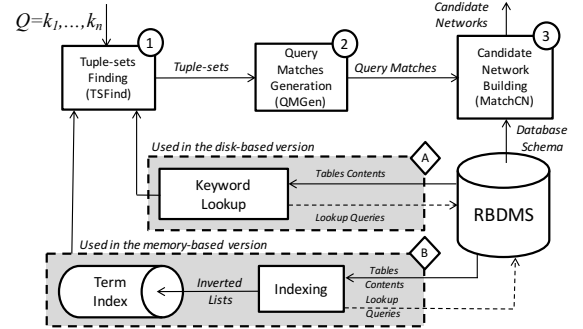 Q=k1,...,kn
Candidate
Networks
1
2
3
Tuple-sets
Finding
(TSFind)
Tuple-sets
Query
Matches
Generation
(QMGen)
Query Matches
Candidate
Network
Building
(MatchCN)
Database
Schema
Used in the disk-based version
A
Keyword
Lookup
Tables Contents
Lookup Queries
RBDMS
Used in the memory-based version
B
Term
Index
Inverted
Lists
Indexing
Tables
Contents
Lookup
Queries